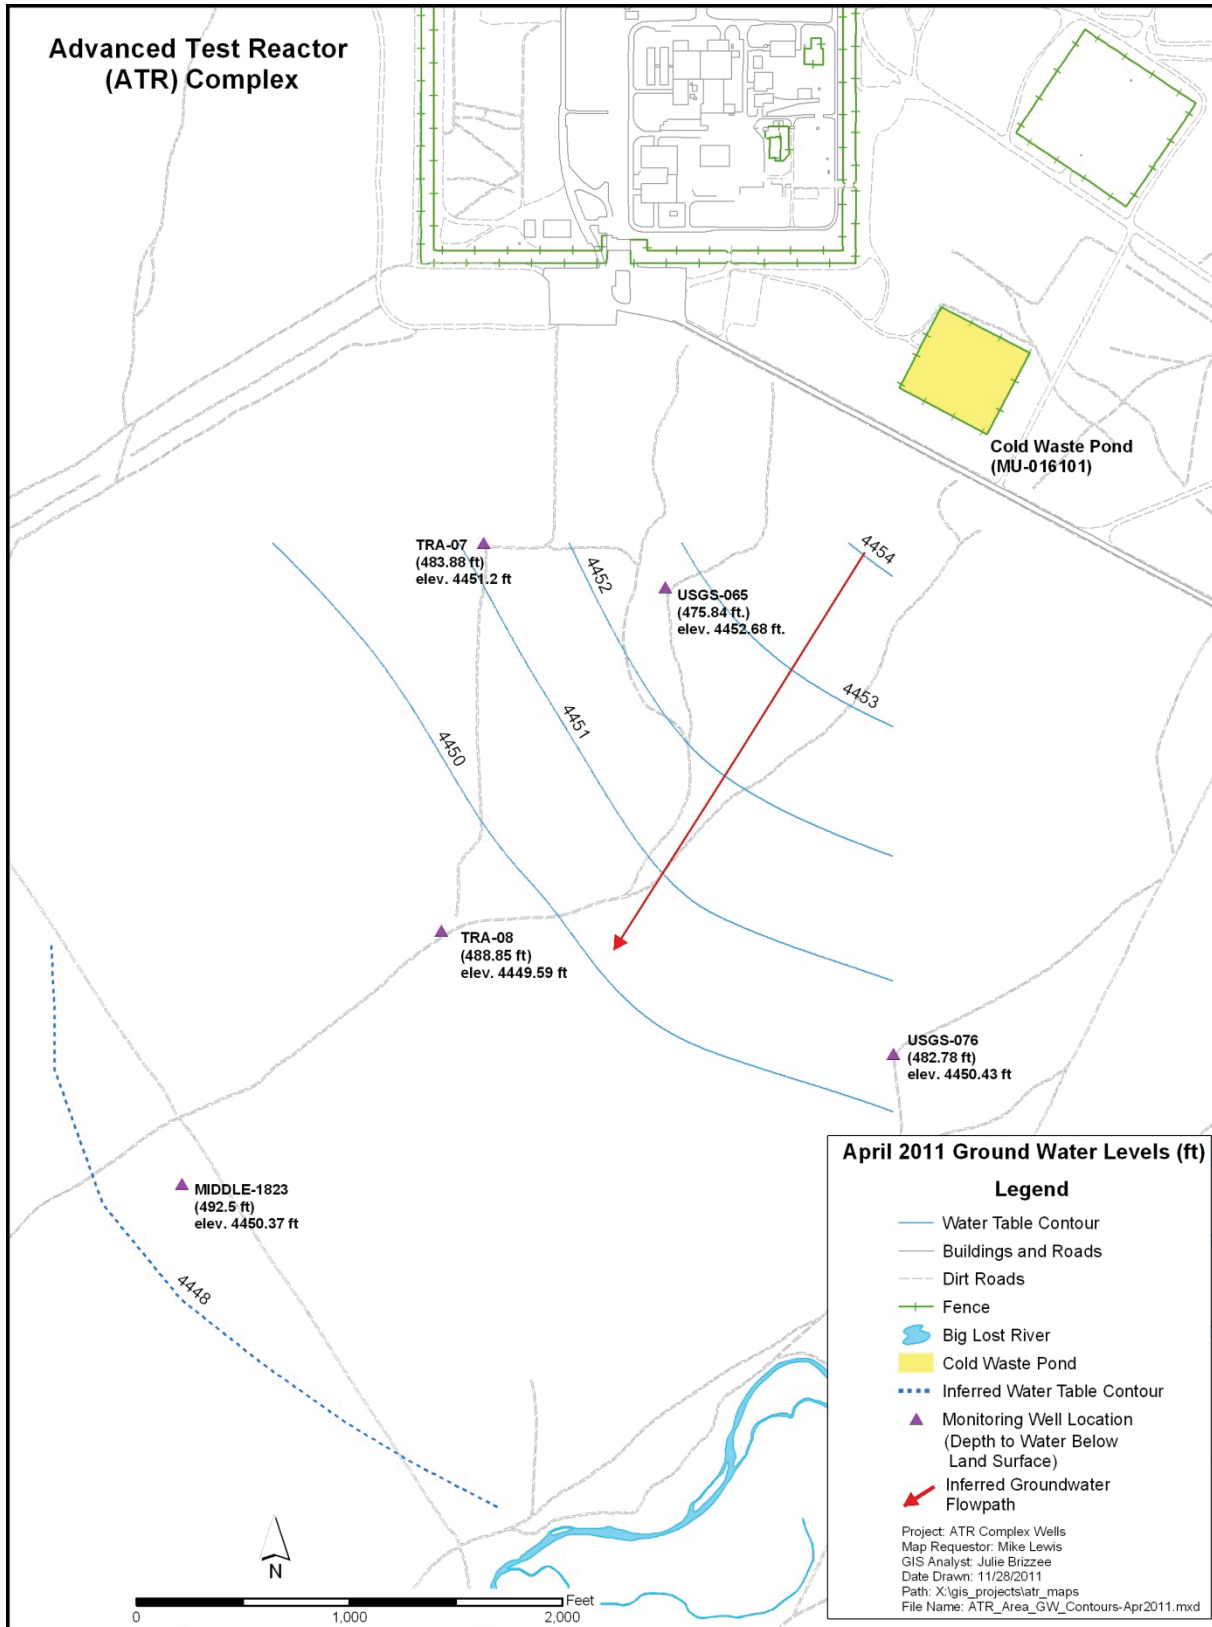 Advanced Test Reactor
(ATR) Complex
Cold Waste Pond
(MU-016101)
TRA-07
(483.88 ft)
elev. 4451.2 ft
4452
USGS-065
(475.84 ft.)
elev. 4452.68 ft.
4454
4453
4451
4450
TRA-08
(488.85 ft)
elev. 4449.59 ft
USGS-076
(482.78 ft)
elev. 4450.43 ft
MIDDLE-1823
(492.5 ft)
elev. 4450.37 ft
4448
April 2011 Ground Water Levels (ft)
Legend
Water Table Contour
Buildings and Roads
Dirt Roads
Fence
Big Lost River
Cold Waste Pond
Inferred Water Table Contour
Monitoring Well Location
(Depth to Water Below
Land Surface)
Inferred Groundwater
Flowpath
Project: ATR Complex Wells
Map Requestor: Mike Lewis
GIS Analyst: Julie Brizzee
Date Drawn: 11/28/2011
Path: X:\gis_projects\atr_maps
File Name: ATR_Area_GW_Contours-Apr2011.mxd
N
Feet
0 1,000 2,000